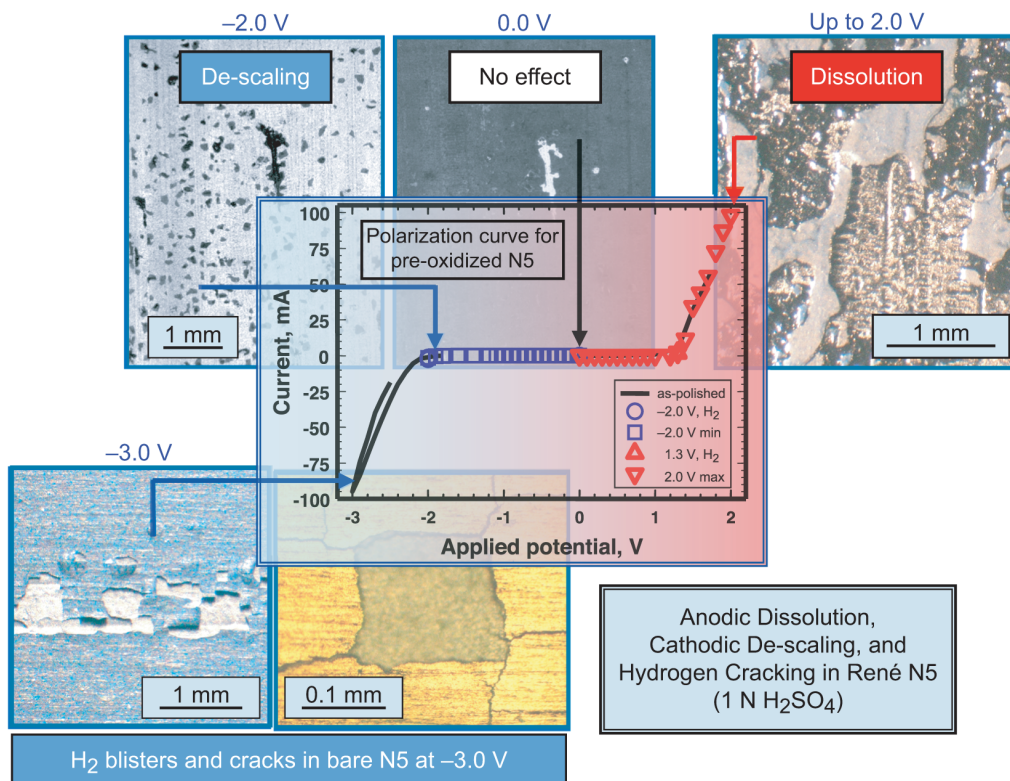 −2.0 V
0.0 V
Up to 2.0 V
De-scaling
No effect
Dissolution
1 mm
1 mm
Polarization curve for
pre-oxidized N5
Current, mA
100
75
50
25
0
-25
-50
-75
-100
-3
-2
-1
0
1
2
Applied potential, V
as-polished
−2.0 V, H₂
−2.0 V min
1.3 V, H₂
2.0 V max
−3.0 V
1 mm
0.1 mm
H₂ blisters and cracks in bare N5 at −3.0 V
Anodic Dissolution,
Cathodic De-scaling, and
Hydrogen Cracking in René N5
(1 N H₂SO₄)